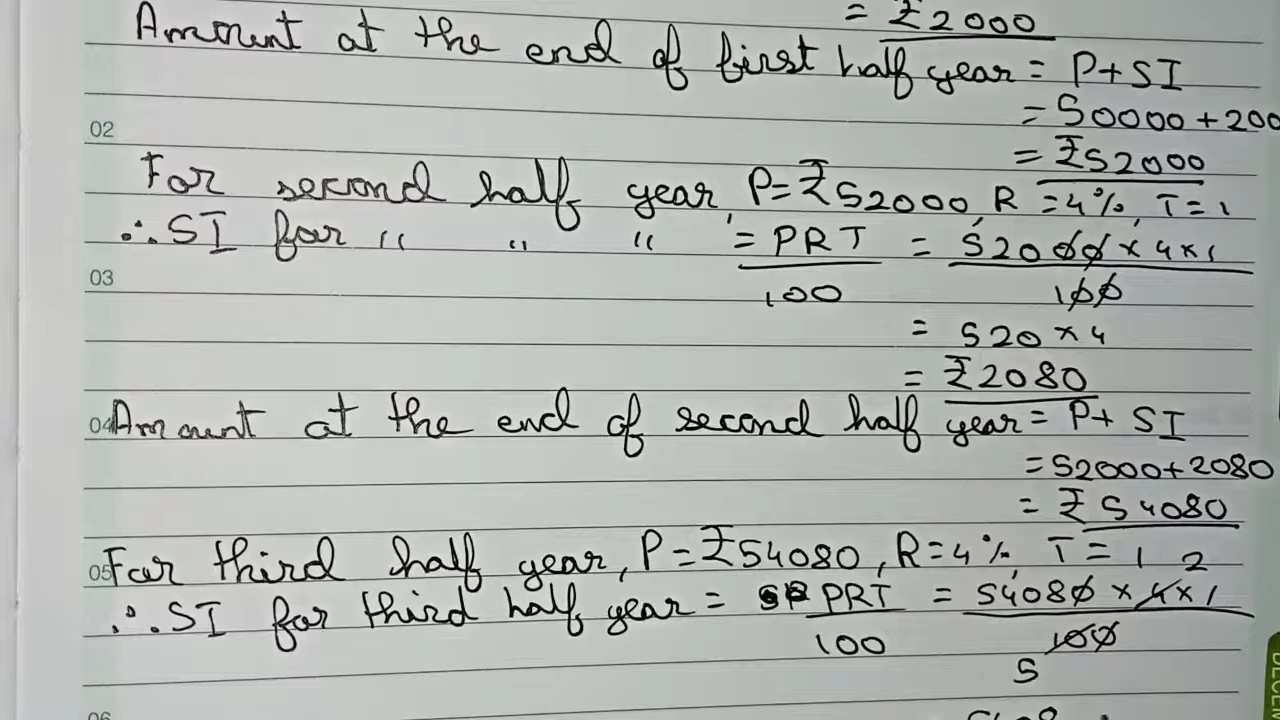 = ₹2000
Amount at the end of first half year = P+SI
= 50000+200
02
= ₹52000
For second half year, P=₹52000, R=4%, T=1
∴SI for " " " = PRT/100 = 52000×4×1/100
03
= 520×4
= ₹2080
04 Amount at the end of second half year = P+ SI
= 52000+2080
= ₹54080
05 For third half year, P=₹54080, R=4%, T=1 2
∴SI for third half year = PRT/100 = 54080×4×1/100
5
06